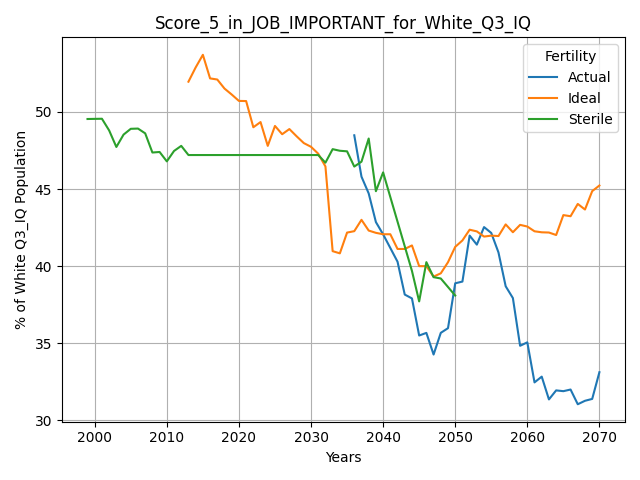 Score_5_in_JOB_IMPORTANT_for_White_Q3_IQ
Fertility
Actual
Ideal
Sterile
% of White Q3_IQ Population
50
45
40
35
30
2000 2010 2020 2030 2040 2050 2060 2070
Years